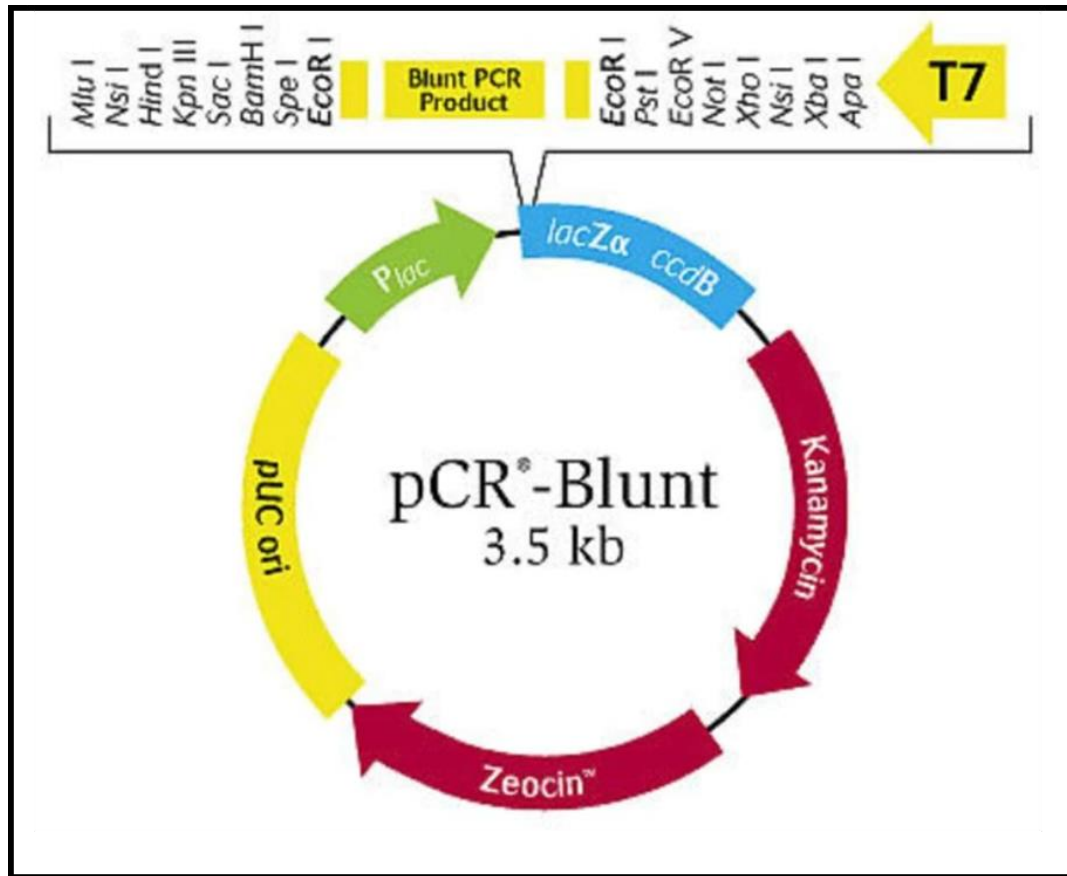 Mlu I
Nsi I
Hind I
Kpn III
Sac I
BamH I
Spe I
EcoR I
Blunt PCR
Product
EcoR I
Pst I
EcoR V
Not I
Xho I
Nsi I
Xba I
Apa I
T7
Plac
lacZα ccdB
Kanamycin
Zeocin™
pUC ori
pCR®-Blunt
3.5 kb